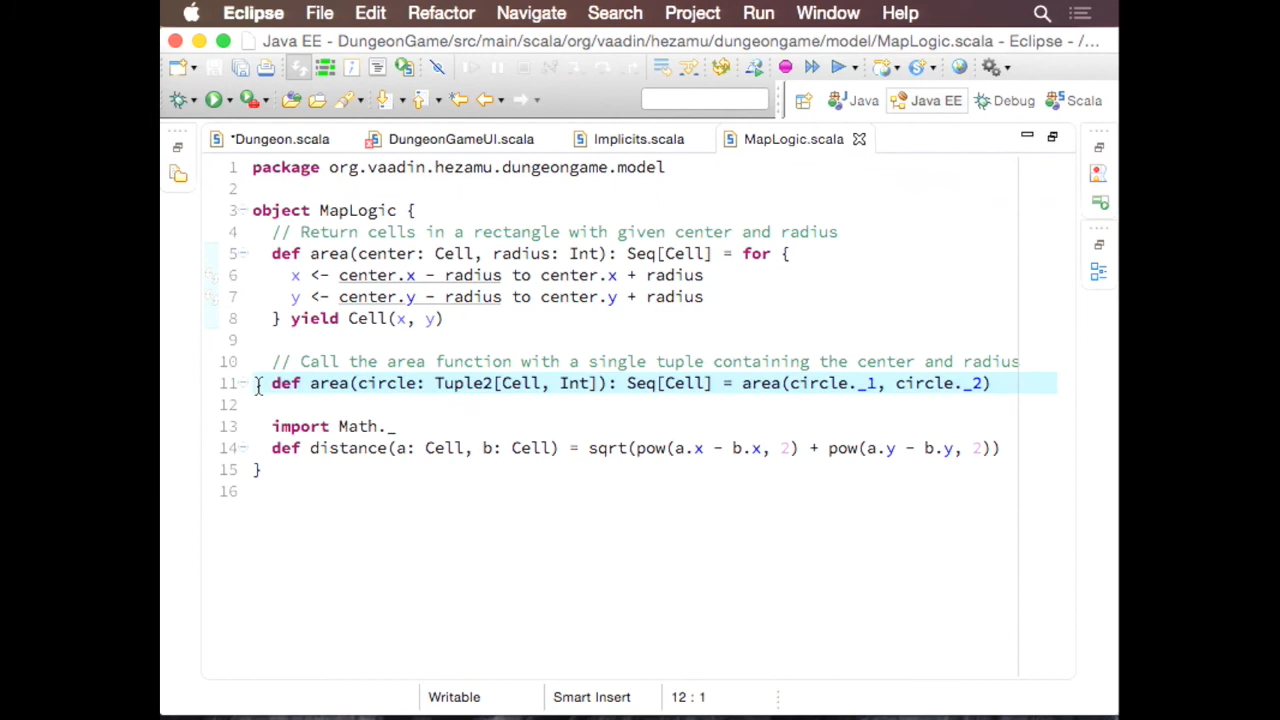 Eclipse File Edit Refactor Navigate Search Project Run Window Help
Java EE - DungeonGame/src/main/scala/org/vaadin/hezamu/dungeongame/model/MapLogic.scala - Eclipse - /...
Java Java EE Debug Scala
*Dungeon.scala DungeonGameUI.scala Implicits.scala MapLogic.scala
1 package org.vaadin.hezamu.dungeongame.model
2
3 object MapLogic {
4 // Return cells in a rectangle with given center and radius
5 def area(center: Cell, radius: Int): Seq[Cell] = for {
6 x <- center.x - radius to center.x + radius
7 y <- center.y - radius to center.y + radius
8 } yield Cell(x, y)
9
10 // Call the area function with a single tuple containing the center and radius
11 def area(circle: Tuple2[Cell, Int]): Seq[Cell] = area(circle._1, circle._2)
12
13 import Math._
14 def distance(a: Cell, b: Cell) = sqrt(pow(a.x - b.x, 2) + pow(a.y - b.y, 2))
15 }
16
Writable Smart Insert 12 : 1